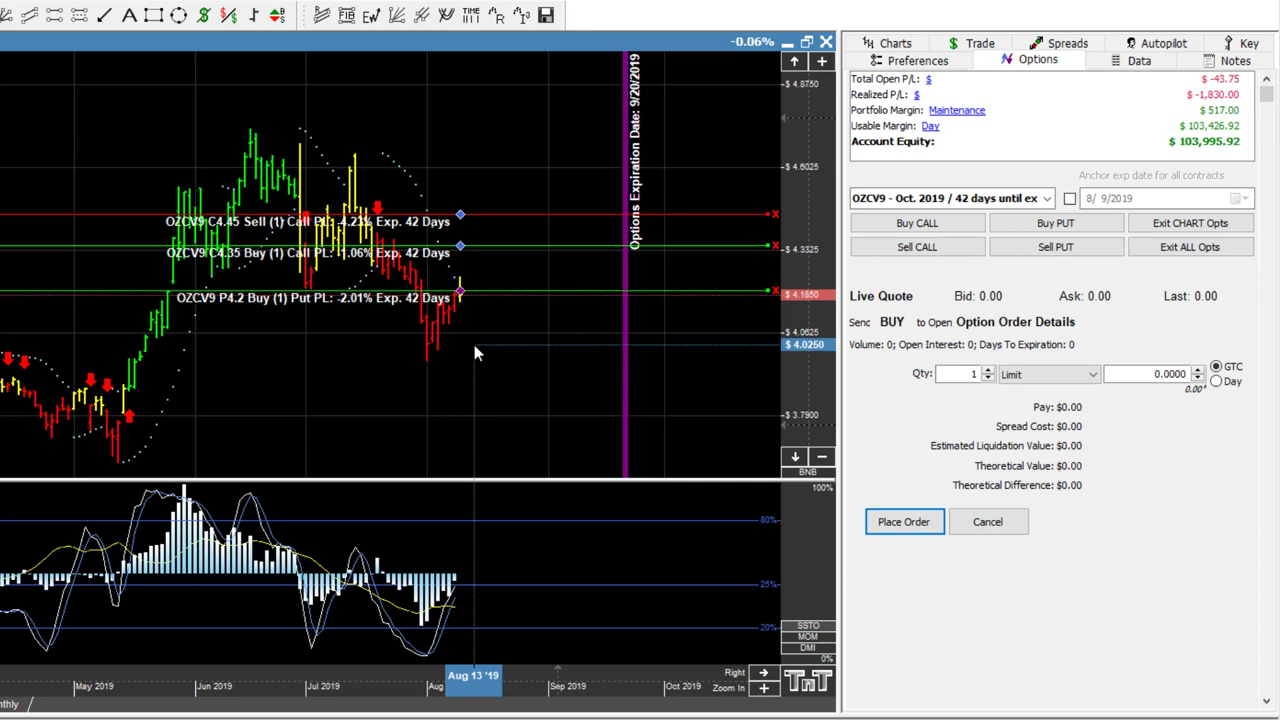 FIB EW TIME R I³
-0.06%
Charts Trade Spreads Autopilot Key
Preferences Options Data Notes
Total Open P/L: $ $ -43.75
Realized P/L: $ $ -1,830.00
Portfolio Margin: Maintenance $ 517.00
Usable Margin: Day $ 103,426.92
Account Equity: $ 103,995.92
Anchor exp date for all contracts
OZCV9 - Oct. 2019 / 42 days until ex 8/ 9/2019
Buy CALL Buy PUT Exit CHART Opts
Sell CALL Sell PUT Exit ALL Opts
Live Quote Bid: 0.00 Ask: 0.00 Last: 0.00
Send BUY to Open Option Order Details
Volume: 0; Open Interest: 0; Days To Expiration: 0
Qty: 1 Limit 0.0000 GTC
0.00" Day
Pay: $0.00
Spread Cost: $0.00
Estimated Liquidation Value: $0.00
Theoretical Value: $0.00
Theoretical Difference: $0.00
Place Order Cancel
Options Expiration Date: 9/20/2019
OZCV9 C4.45 Sell (1) Call PL: 4.23% Exp. 42 Days
OZCV9 C4.35 Buy (1) Call PL: -1.06% Exp. 42 Days
OZCV9 P4.2 Buy (1) Put PL: -2.01% Exp. 42 Days
$ 4.8750
$ 4.6025
$ 4.3325
$ 4.1850
$ 4.0625
$ 4.0250
$ 3.7900
BNB
100%
80%
25%
20%
SSTO
MOM
DMI
0%
May 2019 Jun 2019 Jul 2019 Aug Aug 13 '19 Sep 2019 Oct 2019
Right
Zoom In
TnT
nthly